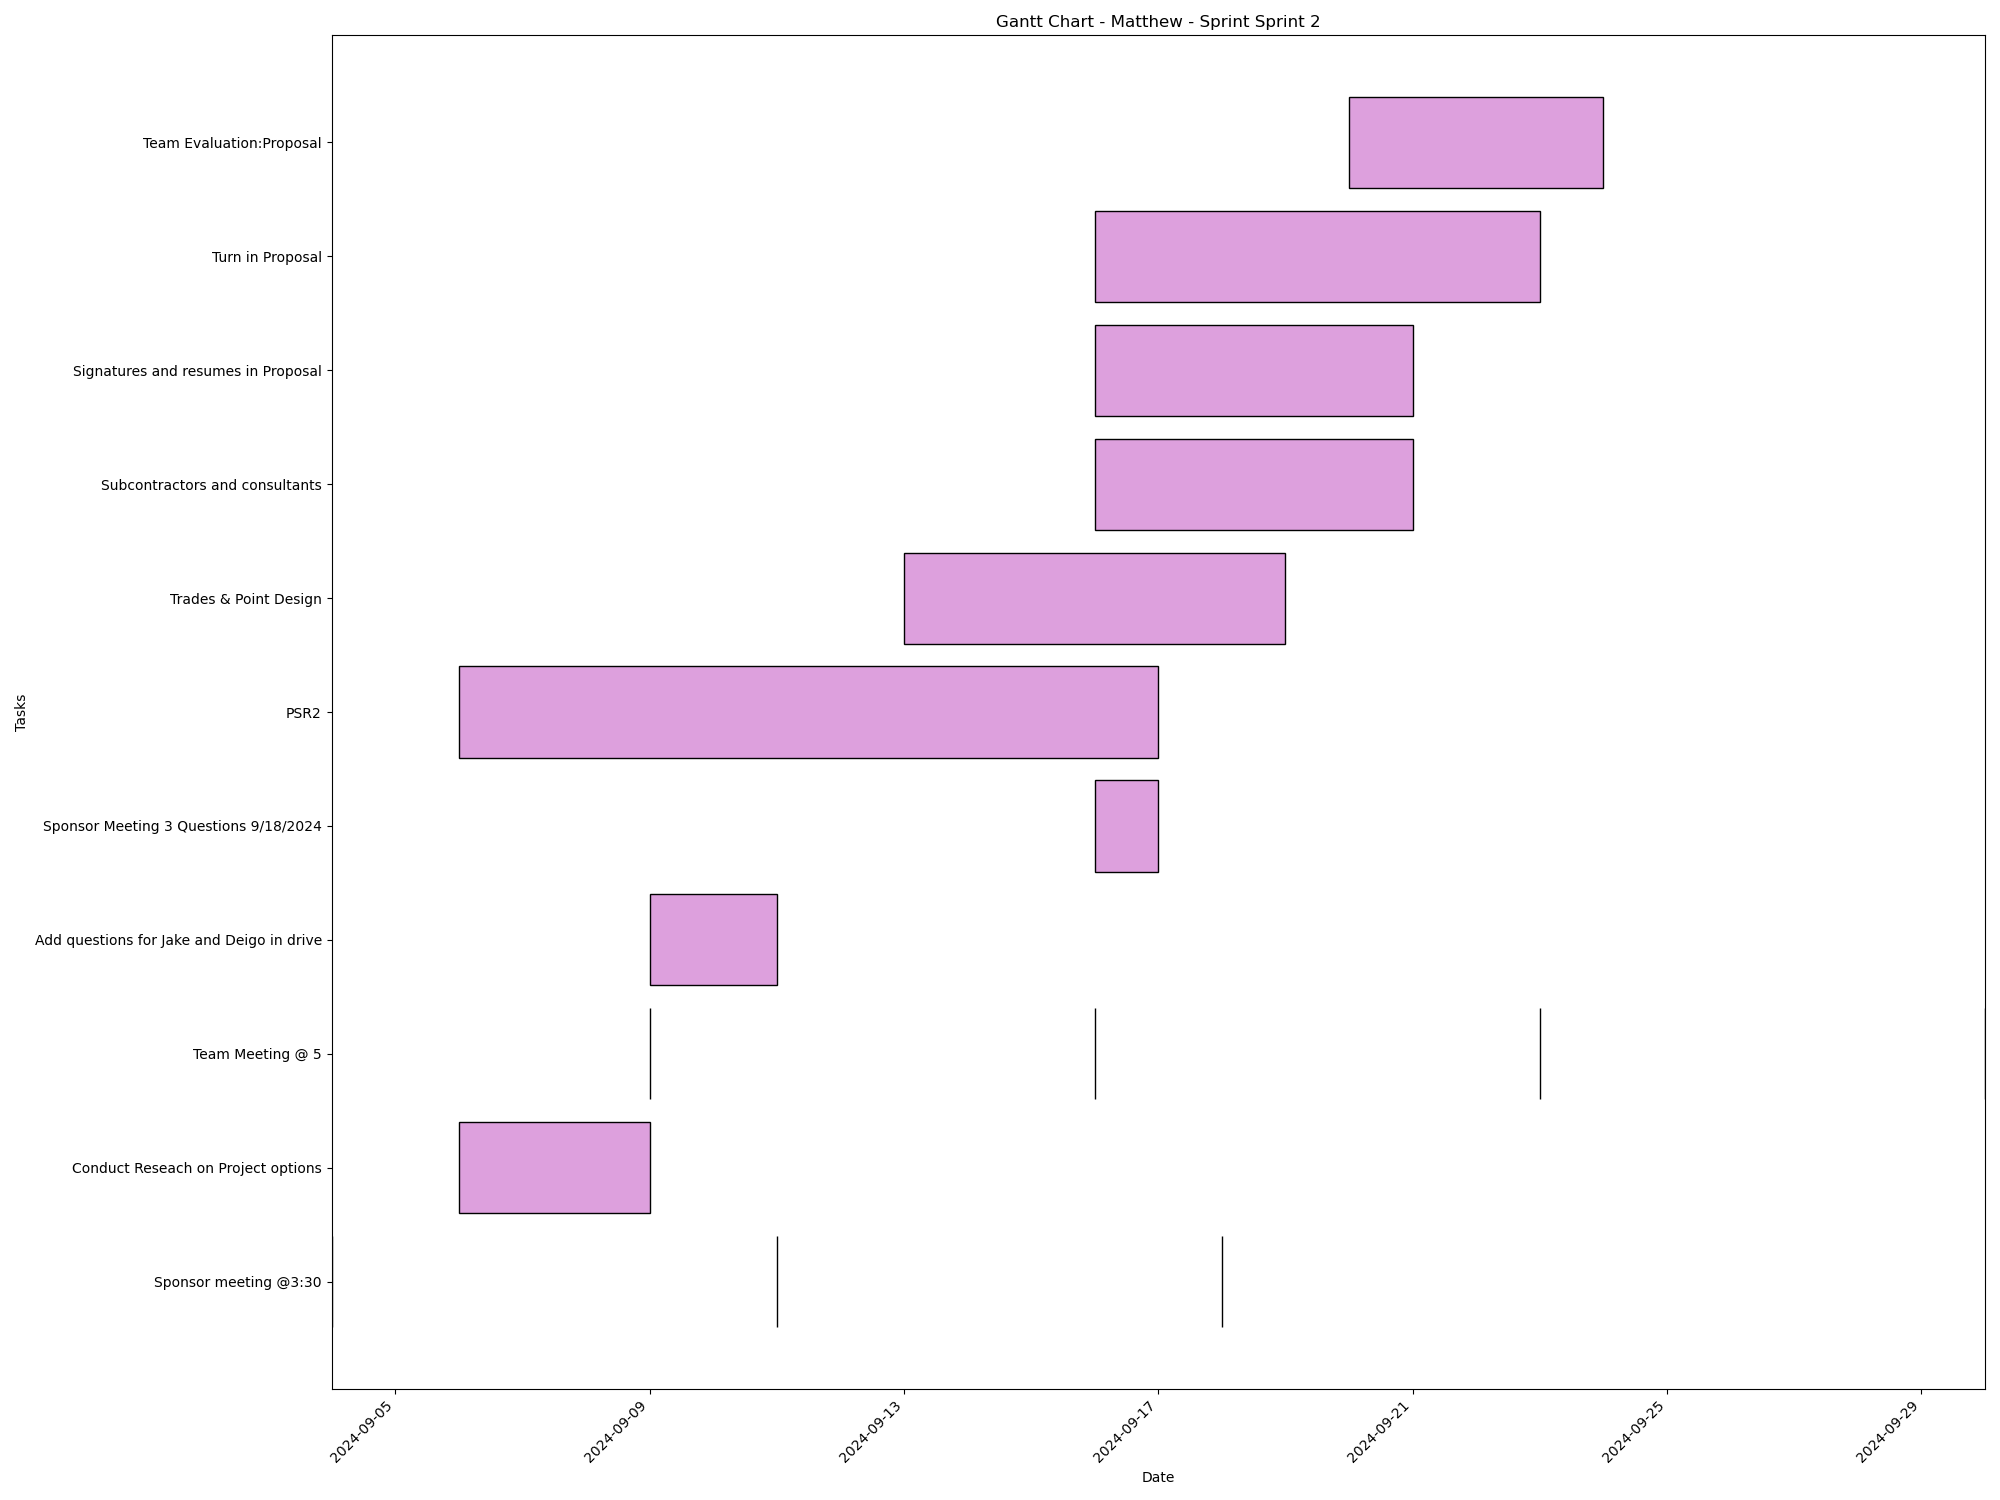 Gantt Chart - Matthew - Sprint Sprint 2
Team Evaluation:Proposal
Turn in Proposal
Signatures and resumes in Proposal
Subcontractors and consultants
Trades & Point Design
PSR2
Sponsor Meeting 3 Questions 9/18/2024
Add questions for Jake and Deigo in drive
Team Meeting @ 5
Conduct Reseach on Project options
Sponsor meeting @3:30
Tasks
2024-09-05
2024-09-09
2024-09-13
2024-09-17
2024-09-21
2024-09-25
2024-09-29
Date